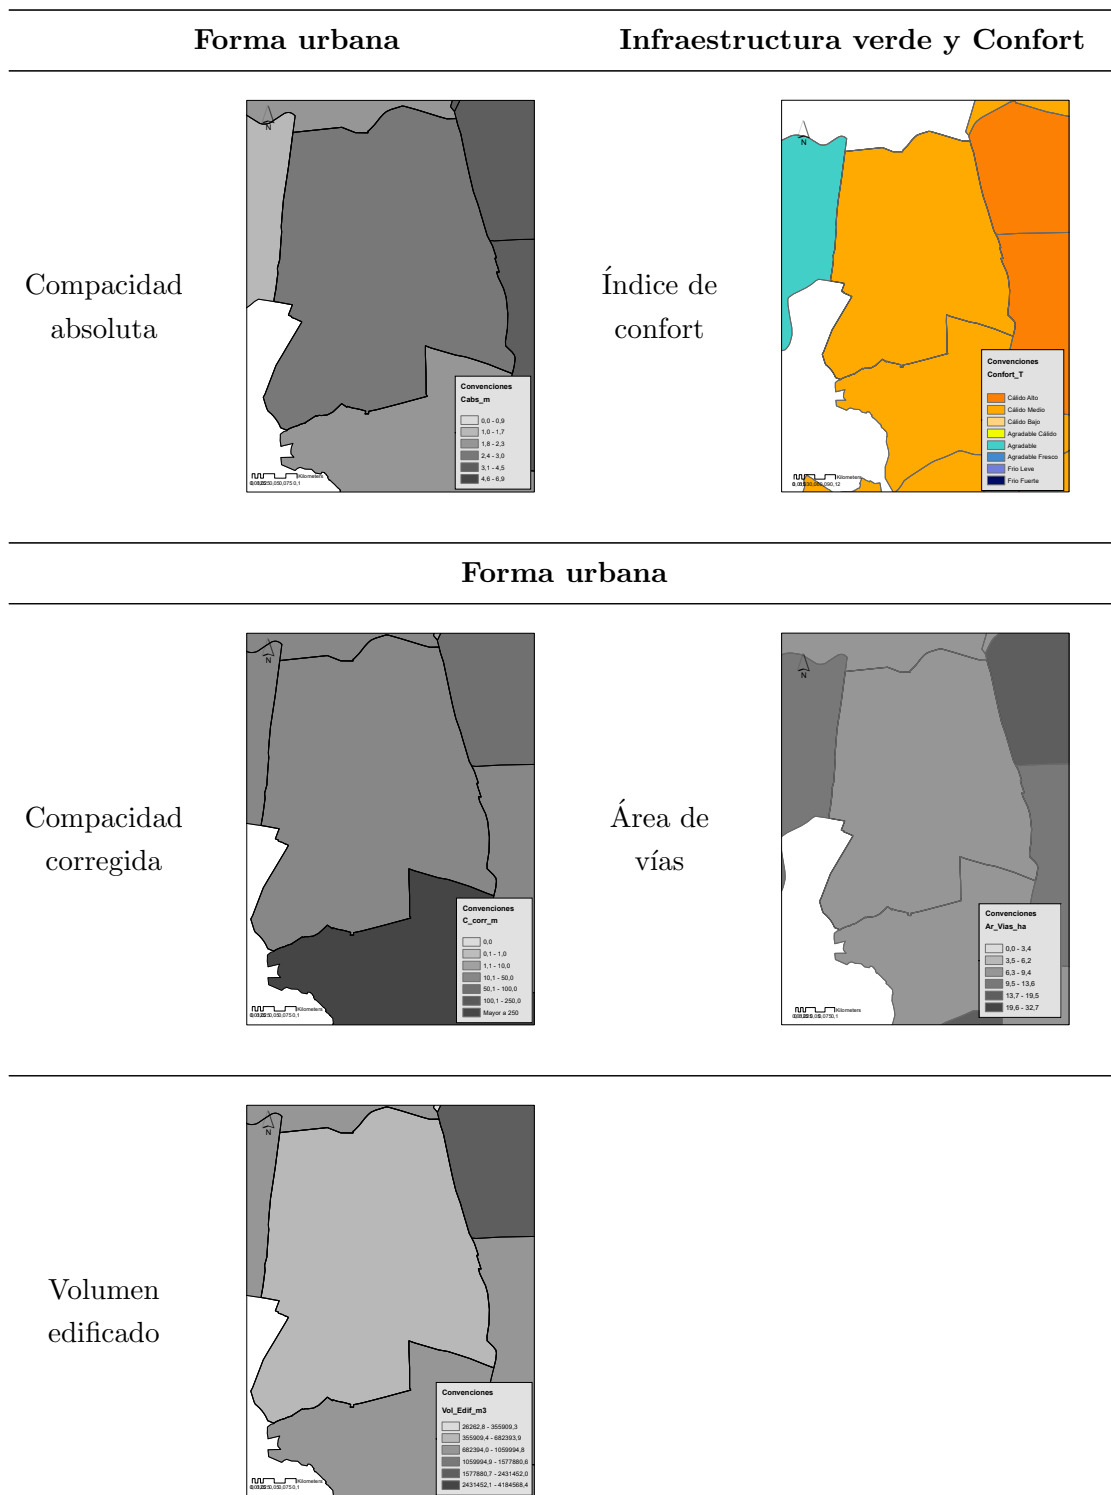 Forma urbana
Infraestructura verde y Confort
Compacidad
absoluta
N
Convenciones
Cabs_m
0,0 - 0,9
1,0 - 1,7
1,8 - 2,3
2,4 - 3,0
3,1 - 4,5
4,6 - 6,9
Kilometers
Índice de
confort
N
Convenciones
Confort_T
Cálido Alto
Cálido Medio
Cálido Bajo
Agradable Cálido
Agradable
Agradable Fresco
Frío Leve
Frío Fuerte
Kilometers
Forma urbana
Compacidad
corregida
N
Convenciones
C_corr_m
0,0
0,1 - 1,0
1,1 - 10,0
10,1 - 50,0
50,1 - 100,0
100,1 - 250,0
Mayor a 250
Kilometers
Área de
vías
N
Convenciones
Ar_Vias_ha
0,0 - 3,4
3,5 - 6,2
6,3 - 9,4
9,5 - 13,6
13,7 - 19,5
19,6 - 32,7
Kilometers
Volumen
edificado
N
Convenciones
Vol_Edif_m3
26262,8 - 355909,3
355909,4 - 682393,9
682394,0 - 1059994,8
1059994,9 - 1577880,6
1577880,7 - 2431452,0
2431452,1 - 4184568,4
Kilometers